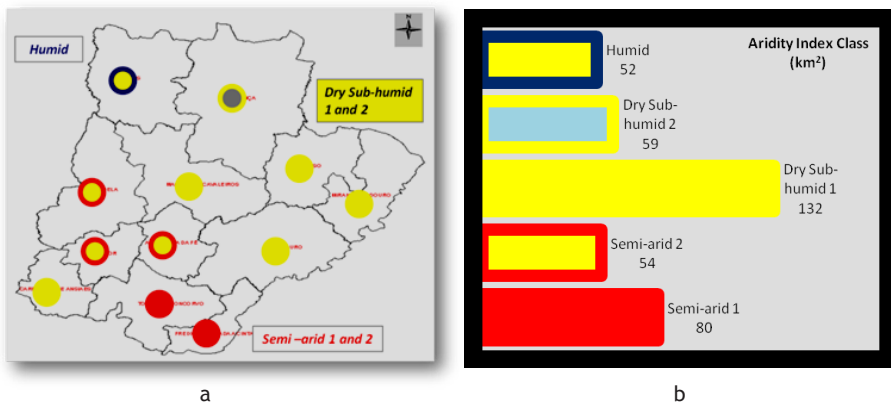 Humid
Dry Sub-humid
1 and 2
Semi –arid 1 and 2
a
Aridity Index Class
(km²)
Humid
52
Dry Sub-
humid 2
59
Dry Sub-
humid 1
132
Semi-arid 2
54
Semi-arid 1
80
b